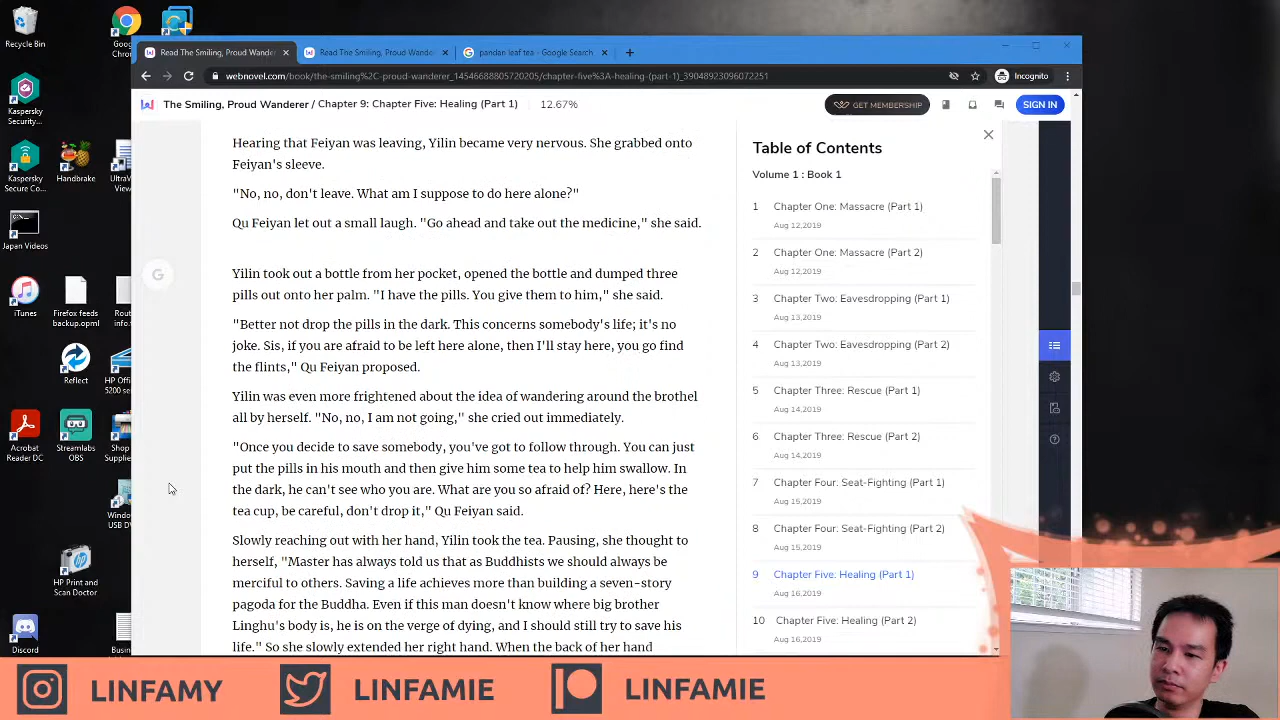 Recycle Bin
Google Chrom
Kaspersky Security...
Handbrake
UltraV
Kaspersky Secure Co...
Japan Videos
iTunes
Firefox feeds backup.opml
Route info.
Reflect
HP Office 5200 se
Acrobat Reader DC
Streamlabs OBS
Shop Supplie
Windo USB DV
HP Print and Scan Doctor
Discord
Busin
Read The Smiling, Proud Wander
Read The Smiling, Proud Wander
pandan leaf tea - Google Search
webnovel.com/book/the-smiling%2C-proud-wanderer_14546688805720205/chapter-five%3A-healing-(part-1)_39048923096072251
Incognito
The Smiling, Proud Wanderer / Chapter 9: Chapter Five: Healing (Part 1)
12.67%
GET MEMBERSHIP
SIGN IN
Hearing that Feiyan was leaving, Yilin became very nervous. She grabbed onto
Feiyan's sleeve.
"No, no, don't leave. What am I suppose to do here alone?"
Qu Feiyan let out a small laugh. "Go ahead and take out the medicine," she said.
Yilin took out a bottle from her pocket, opened the bottle and dumped three
pills out onto her palm. "I have the pills. You give them to him," she said.
"Better not drop the pills in the dark. This concerns somebody's life; it's no
joke. Sis, if you are afraid to be left here alone, then I'll stay here, you go find
the flints," Qu Feiyan proposed.
Yilin was even more frightened about the idea of wandering around the brothel
all by herself. "No, no, I am not going," she cried out immediately.
"Once you decide to save somebody, you've got to follow through. You can just
put the pills in his mouth and then give him some tea to help him swallow. In
the dark, he can't see who you are. What are you so afraid of? Here, here's the
tea cup, be careful, don't drop it," Qu Feiyan said.
Slowly reaching out with her hand, Yilin took the tea. Pausing, she thought to
herself, "Master has always told us that as Buddhists we should always be
merciful to others. Saving a life achieves more than building a seven-story
pagoda for the Buddha. Even if this man doesn't know where big brother
Linghu's body is, he is on the verge of dying, and I should still try to save his
life." So she slowly extended her right hand. When the back of her hand
Table of Contents
Volume 1 : Book 1
1 Chapter One: Massacre (Part 1)
Aug 12,2019
2 Chapter One: Massacre (Part 2)
Aug 12,2019
3 Chapter Two: Eavesdropping (Part 1)
Aug 13,2019
4 Chapter Two: Eavesdropping (Part 2)
Aug 13,2019
5 Chapter Three: Rescue (Part 1)
Aug 14,2019
6 Chapter Three: Rescue (Part 2)
Aug 14,2019
7 Chapter Four: Seat-Fighting (Part 1)
Aug 15,2019
8 Chapter Four: Seat-Fighting (Part 2)
Aug 15,2019
9 Chapter Five: Healing (Part 1)
Aug 16,2019
10 Chapter Five: Healing (Part 2)
Aug 16,2019
LINFAMY
LINFAMIE
LINFAMIE